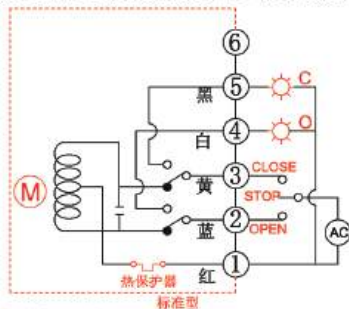 ⑥
黑 ⑤ C
白 ④ O
黄 ③ CLOSE
STOP
M
蓝 ② OPEN
AC
红 ①
热保护器
标准型